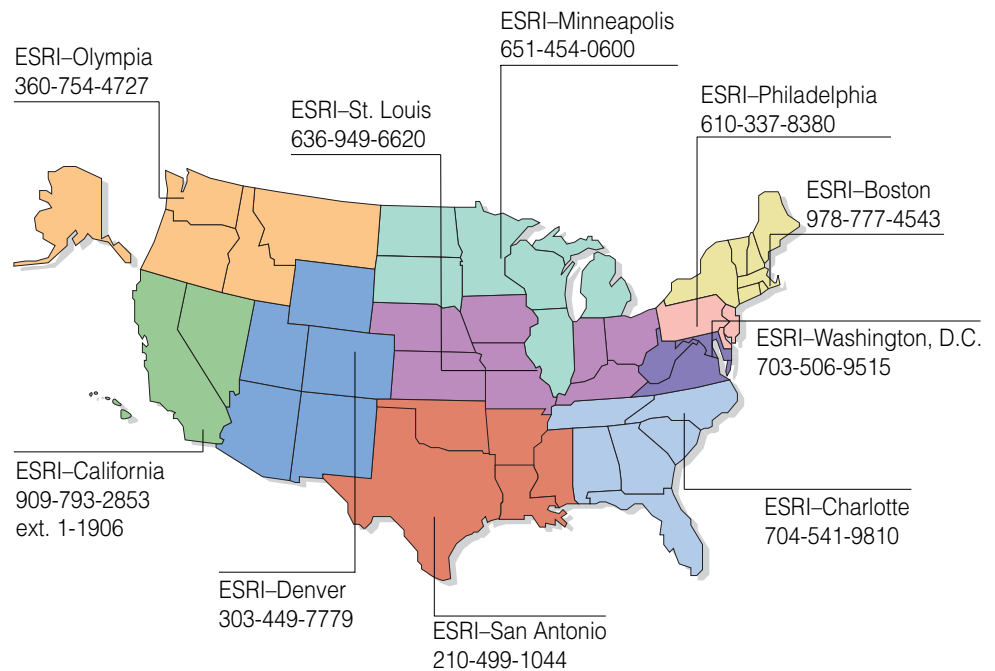 ESRI–Minneapolis
651-454-0600
ESRI–Olympia
360-754-4727
ESRI–St. Louis
636-949-6620
ESRI–Philadelphia
610-337-8380
ESRI–Boston
978-777-4543
ESRI–Washington, D.C.
703-506-9515
ESRI–California
909-793-2853
ext. 1-1906
ESRI–Charlotte
704-541-9810
ESRI–Denver
303-449-7779
ESRI–San Antonio
210-499-1044